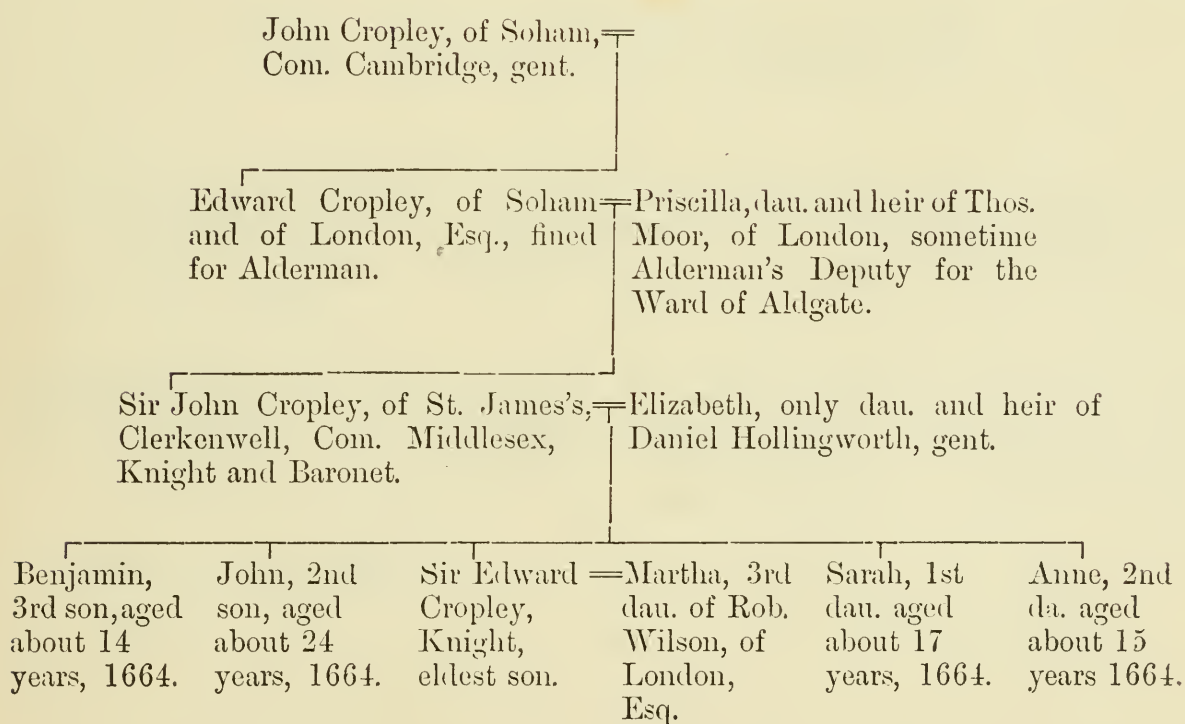 John Cropley, of Soham,
Com. Cambridge, gent.
Edward Cropley, of Soham
and of London, Esq., fined
for Alderman.
Priscilla, dau. and heir of Thos.
Moor, of London, sometime
Alderman's Deputy for the
Ward of Aldgate.
Sir John Cropley, of St. James's,
Clerkenwell, Com. Middlesex,
Knight and Baronet.
Elizabeth, only dau. and heir of
Daniel Hollingworth, gent.
Benjamin,
3rd son, aged
about 14
years, 1664.
John, 2nd
son, aged
about 24
years, 1664.
Sir Edward
Cropley,
Knight,
eldest son.
Martha, 3rd
dau. of Rob.
Wilson, of
London,
Esq.
Sarah, 1st
dau. aged
about 17
years, 1664.
Anne, 2nd
da. aged
about 15
years 1664.